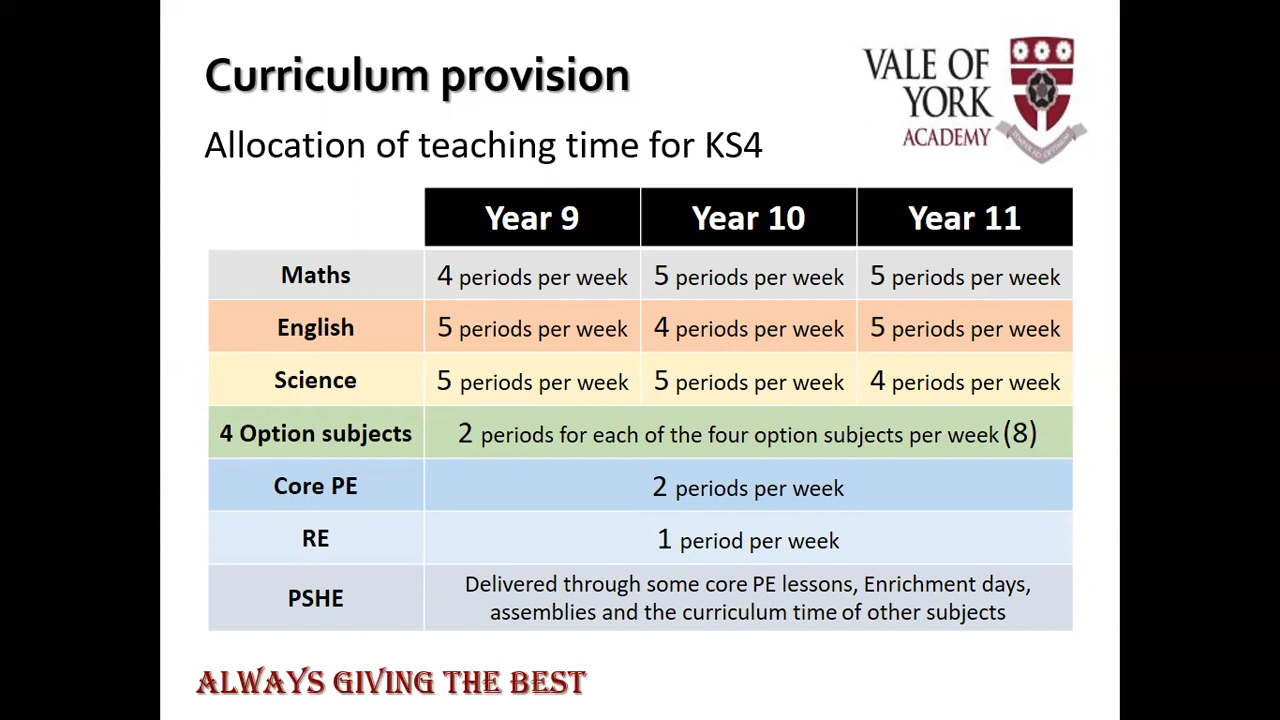 Curriculum provision
VALE OF
YORK
ACADEMY
Allocation of teaching time for KS4
Year 9 Year 10 Year 11
Maths 4 periods per week 5 periods per week 5 periods per week
English 5 periods per week 4 periods per week 5 periods per week
Science 5 periods per week 5 periods per week 4 periods per week
4 Option subjects 2 periods for each of the four option subjects per week (8)
Core PE 2 periods per week
RE 1 period per week
PSHE Delivered through some core PE lessons, Enrichment days,
assemblies and the curriculum time of other subjects
ALWAYS GIVING THE BEST